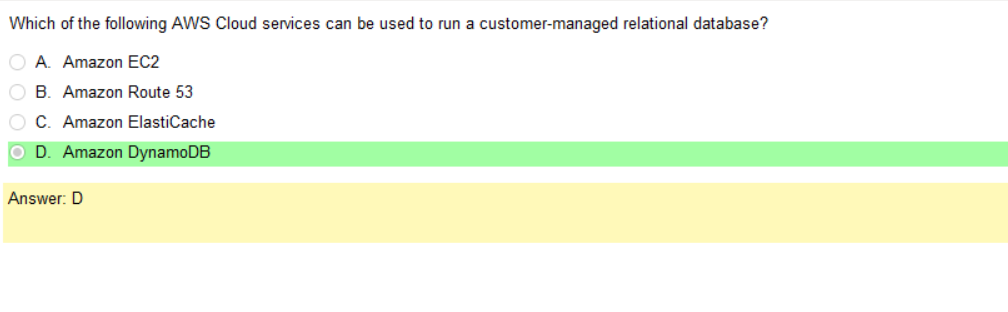 Which of the following AWS Cloud services can be used to run a customer-managed relational database?
A. Amazon EC2
B. Amazon Route 53
C. Amazon ElastiCache
D. Amazon DynamoDB
Answer: D